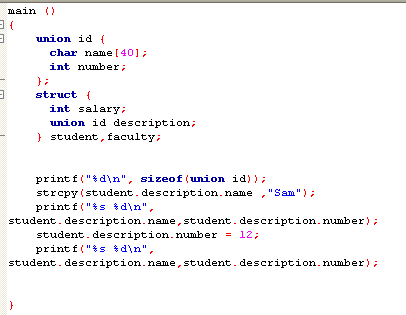 main ()
{
union id {
char name[40];
int number;
};
struct {
int salary;
union id description;
} student,faculty;
printf("%d\n", sizeof(union id));
strcpy(student.description.name ,"Sam");
printf("%s %d\n",
student.description.name,student.description.number);
student.description.number = 12;
printf("%s %d\n",
student.description.name,student.description.number);
}